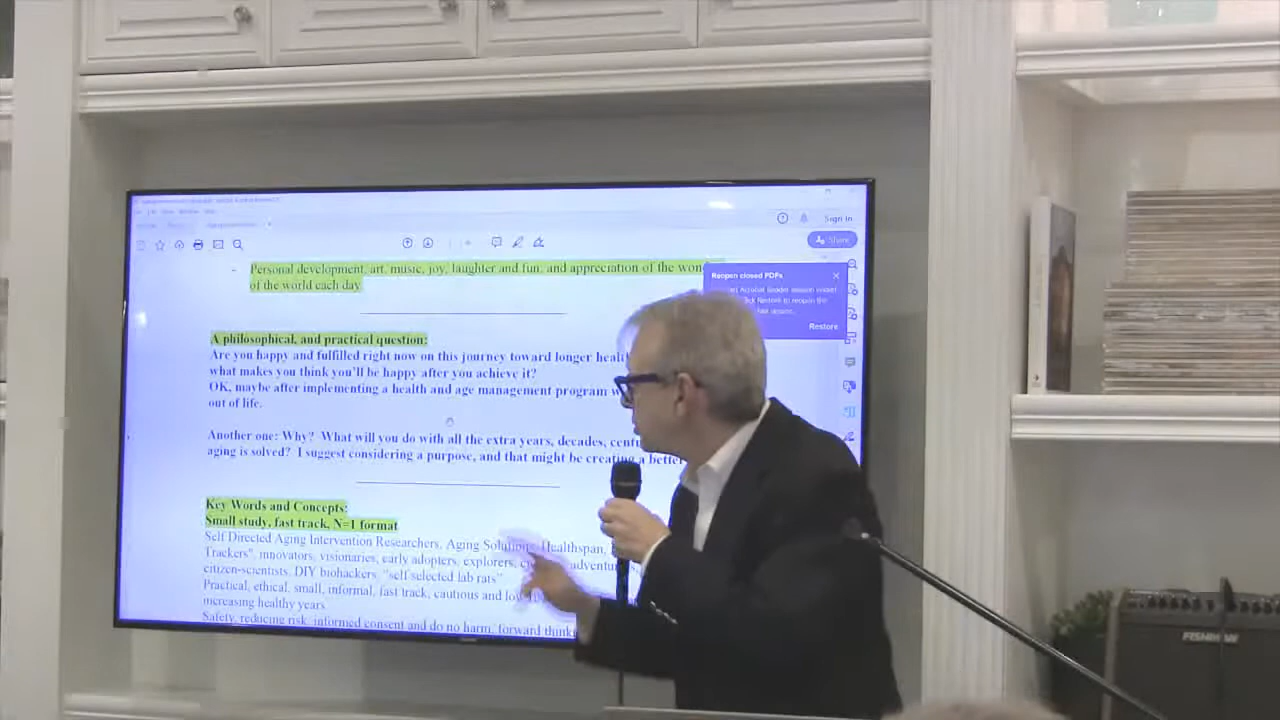 Sign In
Share
- Personal development, art, music, joy, laughter and fun, and appreciation of the
of the world each day
Reopen closed PDFs
Restore
A philosophical, and practical question:
Are you happy and fulfilled right now on this journey toward longer
what makes you think you'll be happy after you achieve it?
OK, maybe after implementing a health and age management program
out of life.
Another one: Why? What will you do with all the extra years, decades,
aging is solved? I suggest considering a purpose, and that might be creating a better
Key Words and Concepts:
Small study, fast track, N=1 format
Self Directed Aging Intervention Researchers, Aging Solutions, Healthspan,
Trackers", innovators, visionaries, early adopters, explorers,
citizen-scientists, DIY biohackers, "self selected lab rats"
Practical, ethical, small, informal, fast track, cautious and
increasing healthy years
Safety, reducing risk, informed consent and do no harm, forward
FISHMAN